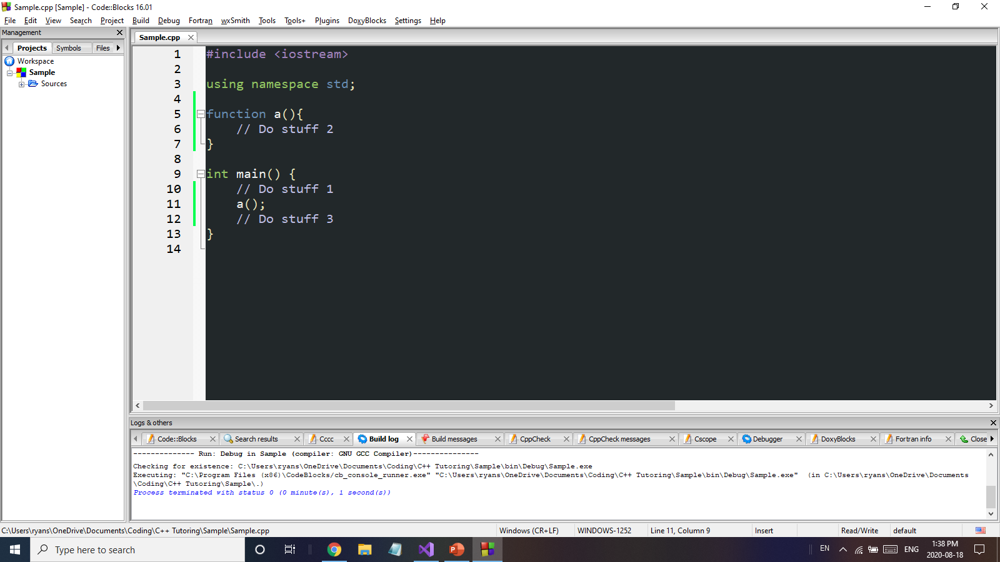 Sample.cpp [Sample] - Code::Blocks 16.01
File Edit View Search Project Build Debug Fortran wxSmith Tools Tools+ Plugins DoxyBlocks Settings Help
Management
Projects Symbols Files
Workspace
Sample
Sources
Sample.cpp
1 #include <iostream>
2
3 using namespace std;
4
5 function a(){
6 // Do stuff 2
7 }
8
9 int main() {
10 // Do stuff 1
11 a();
12 // Do stuff 3
13 }
14
Logs & others
Code::Blocks Search results Cccc Build log Build messages CppCheck CppCheck messages Cscope Debugger DoxyBlocks Fortran info Close
-------------- Run: Debug in Sample (compiler: GNU GCC Compiler)---------------
Checking for existence: C:\Users\ryans\OneDrive\Documents\Coding\C++ Tutoring\Sample\bin\Debug\Sample.exe
Executing: "C:\Program Files (x86)\CodeBlocks/cb_console_runner.exe" "C:\Users\ryans\OneDrive\Documents\Coding\C++ Tutoring\Sample\bin\Debug\Sample.exe"  (in C:\Users\ryans\OneDrive\Documents
\Coding\C++ Tutoring\Sample\.)
Process terminated with status 0 (0 minute(s), 1 second(s))
C:\Users\ryans\OneDrive\Documents\Coding\C++ Tutoring\Sample\Sample.cpp Windows (CR+LF) WINDOWS-1252 Line 11, Column 9 Insert Read/Write default
Type here to search
EN ENG 1:38 PM
2020-08-18